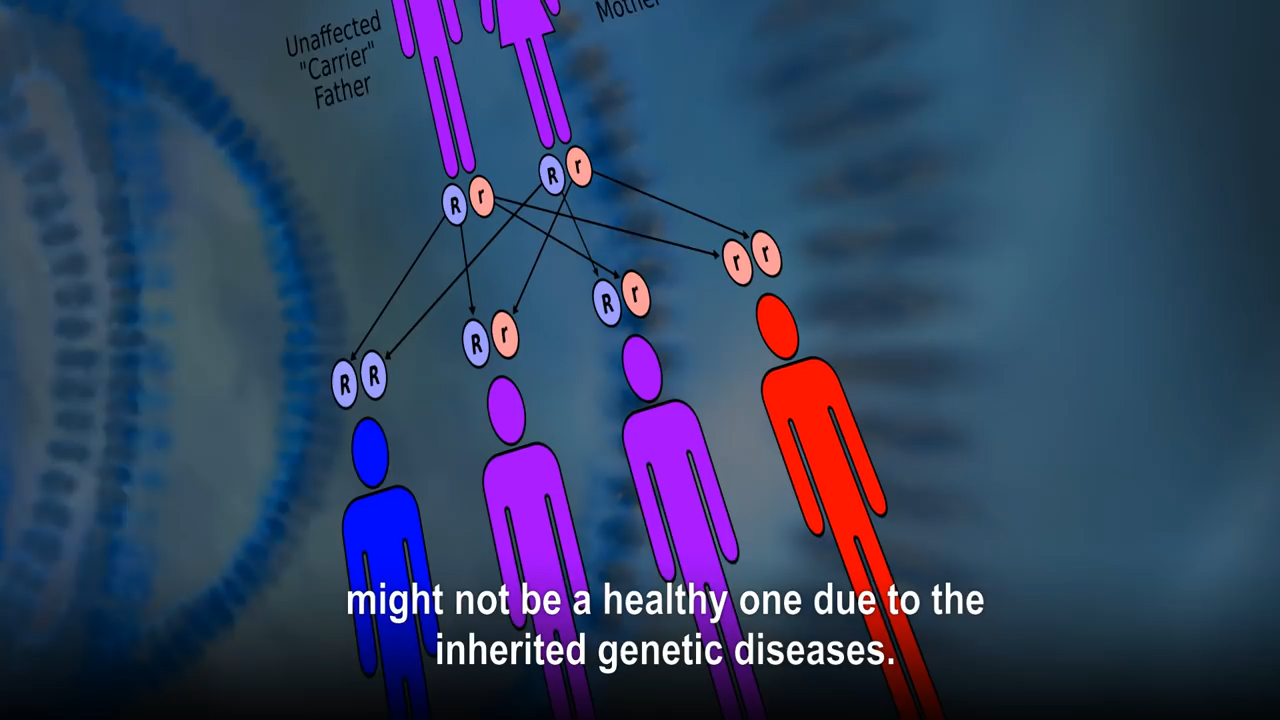 Unaffected
"Carrier"
Father
Mother
R r
R r
r r
R r
R r
R R
might not be a healthy one due to the
inherited genetic diseases.